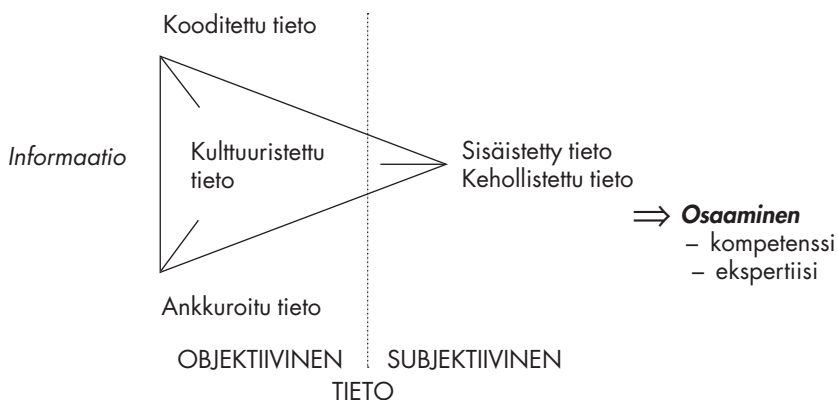 Kooditettu tieto
Informaatio
Kulttuuristettu
tieto
Sisäistetty tieto
Kehollistettu tieto
⇒ Osaaminen
– kompetenssi
– ekspertiisi
Ankkuroitu tieto
OBJEKTIIVINEN SUBJEKTIIVINEN
TIETO